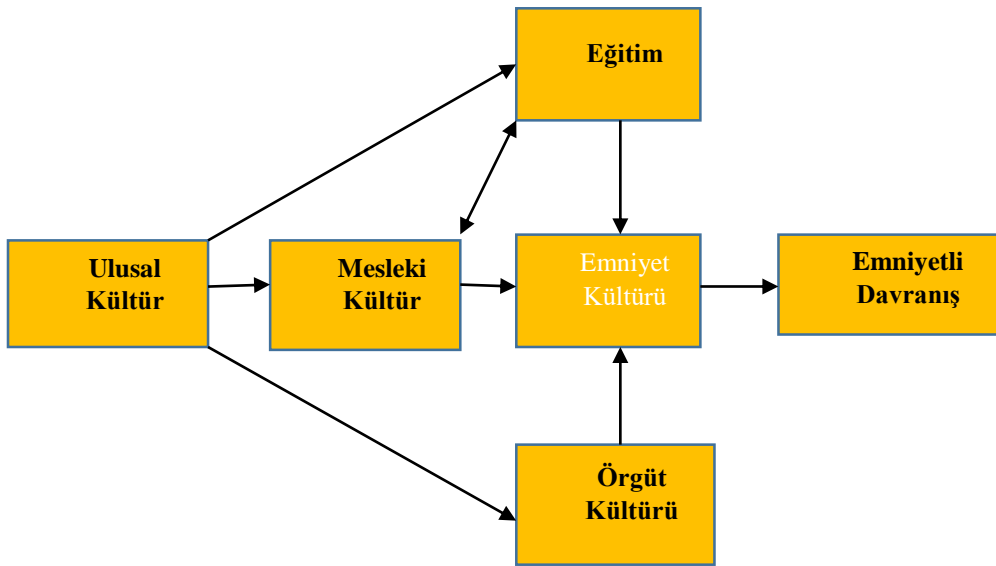 Eğitim
Ulusal
Kültür
Mesleki
Kültür
Emniyet
Kültürü
Emniyetli
Davranış
Örgüt
Kültürü